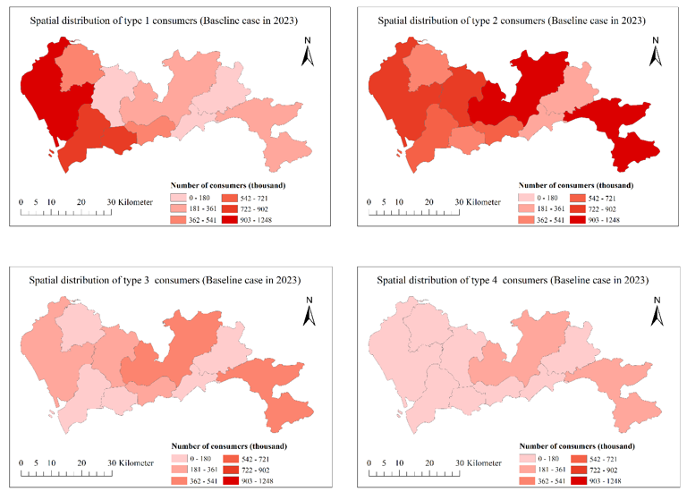 Spatial distribution of type 1 consumers (Baseline case in 2023)
N
Number of consumers (thousand)
0 - 180
542 - 721
181 - 361
722 - 902
362 - 541
903 - 1248
0 5 10 20 30 Kilometer
Spatial distribution of type 2 consumers (Baseline case in 2023)
N
Number of consumers (thousand)
0 - 180
542 - 721
181 - 361
722 - 902
362 - 541
903 - 1248
0 5 10 20 30 Kilometer
Spatial distribution of type 3 consumers (Baseline case in 2023)
N
Number of consumers (thousand)
0 - 180
542 - 721
181 - 361
722 - 902
362 - 541
903 - 1248
0 5 10 20 30 Kilometer
Spatial distribution of type 4 consumers (Baseline case in 2023)
N
Number of consumers (thousand)
0 - 180
542 - 721
181 - 361
722 - 902
362 - 541
903 - 1248
0 5 10 20 30 Kilometer